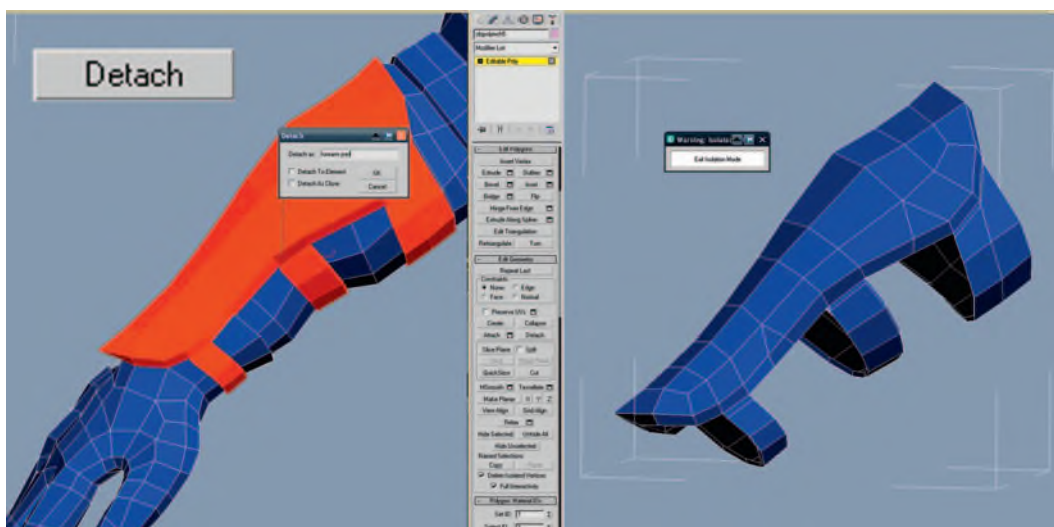 Detach
Detach
Detach as: forearm pad
Detach To Element
OK
Detach As Clone
Cancel
Modifier List
Editable Poly
Edit Polygons
Insert Vertex
Extrude Outline
Bevel Inset
Bridge Flip
Hinge From Edge
Extrude Along Spline
Edit Triangulation
Retriangulate Turn
Edit Geometry
Repeat Last
Constraints
None Edge
Face Normal
Preserve UVs
Create Collapse
Attach Detach
Slice Plane Split
QuickSlice Cut
MSmooth Tessellate
Make Planar X Y Z
View Align Grid Align
Relax
Hide Selected Unhide All
Hide Unselected
Named Selections:
Copy
Delete Isolated Vertices
Full Interactivity
Polygon: Material IDs
Set ID:
Warning: Isolate
Exit Isolation Mode